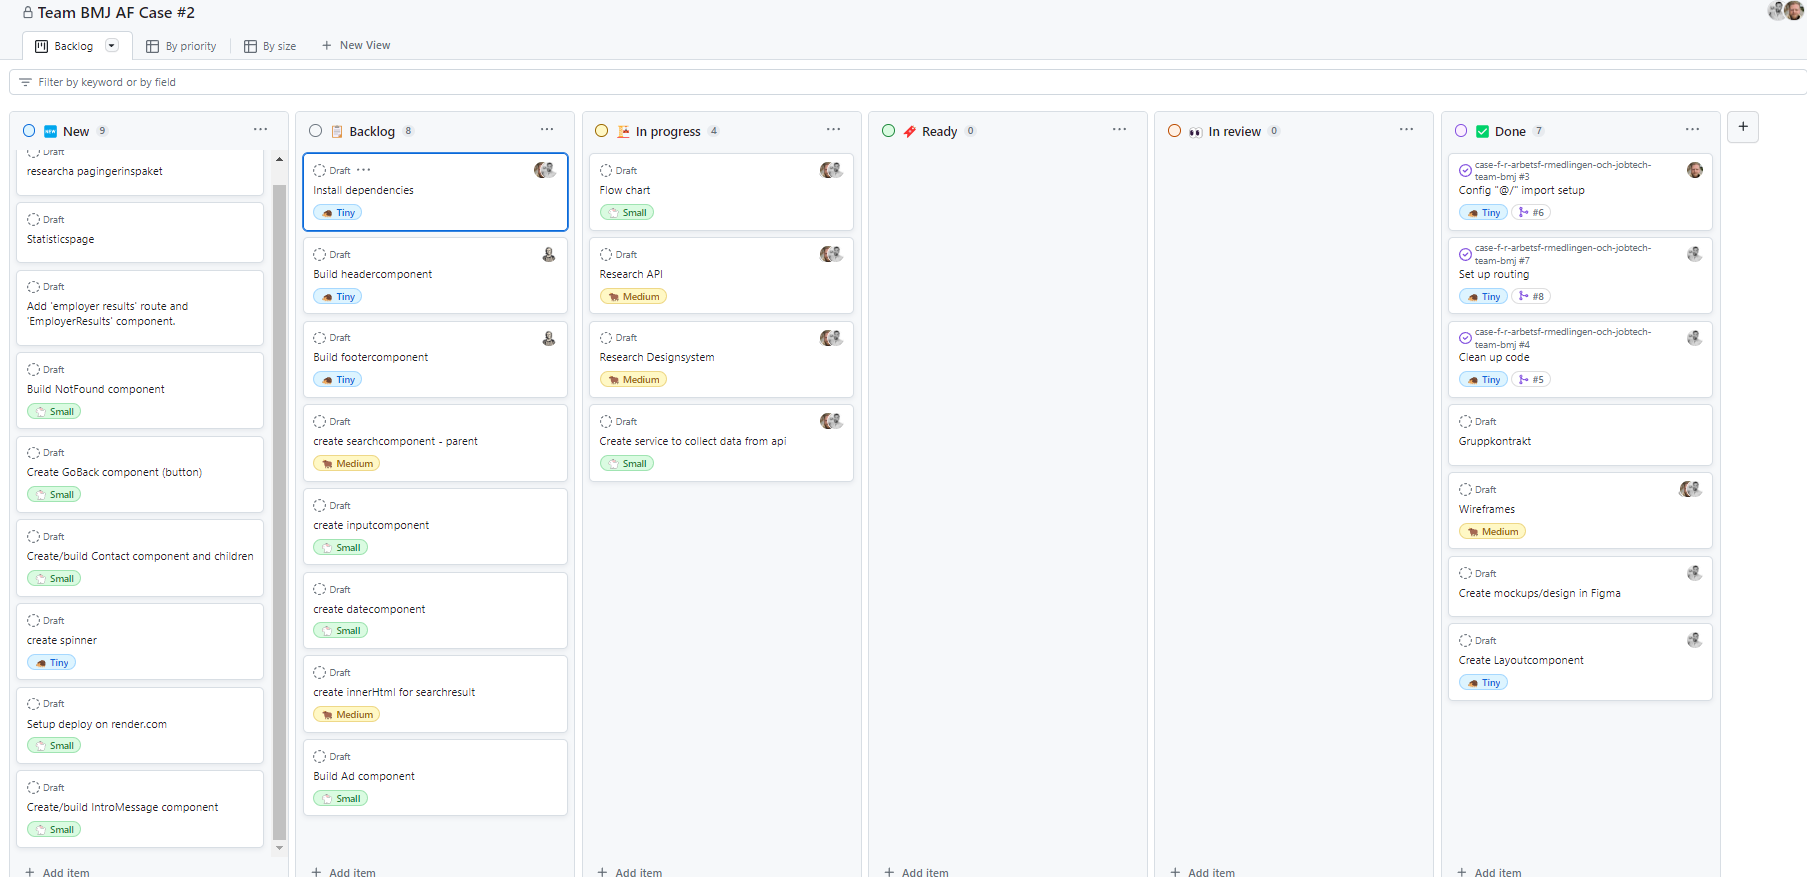 Team BMJ AF Case #2
Backlog
By priority
By size
New View
Filter by keyword or by field
New 9
Draft
researcha pagingerinspaket
Draft
Statisticspage
Draft
Add 'employer results' route and
'EmployerResults' component.
Draft
Build NotFound component
Small
Draft
Create GoBack component (button)
Small
Draft
Create/build Contact component and children
Small
Draft
create spinner
Tiny
Draft
Setup deploy on render.com
Small
Draft
Create/build IntroMessage component
Small
Add item
Backlog 8
Draft
Install dependencies
Tiny
Draft
Build headercomponent
Tiny
Draft
Build footercomponent
Tiny
Draft
create searchcomponent - parent
Medium
Draft
create inputcomponent
Small
Draft
create datecomponent
Small
Draft
create innerHtml for searchresult
Medium
Draft
Build Ad component
Small
Add item
In progress 4
Draft
Flow chart
Small
Draft
Research API
Medium
Draft
Research Designsystem
Medium
Draft
Create service to collect data from api
Small
Add item
Ready 0
Add item
In review 0
Add item
Done 7
case-f-r-arbetsf-rmedlingen-och-jobtech-
team-bmj #3
Config "@/" import setup
Tiny #6
case-f-r-arbetsf-rmedlingen-och-jobtech-
team-bmj #7
Set up routing
Tiny #8
case-f-r-arbetsf-rmedlingen-och-jobtech-
team-bmj #4
Clean up code
Tiny #5
Draft
Gruppkontrakt
Draft
Wireframes
Medium
Draft
Create mockups/design in Figma
Draft
Create Layoutcomponent
Tiny
Add item